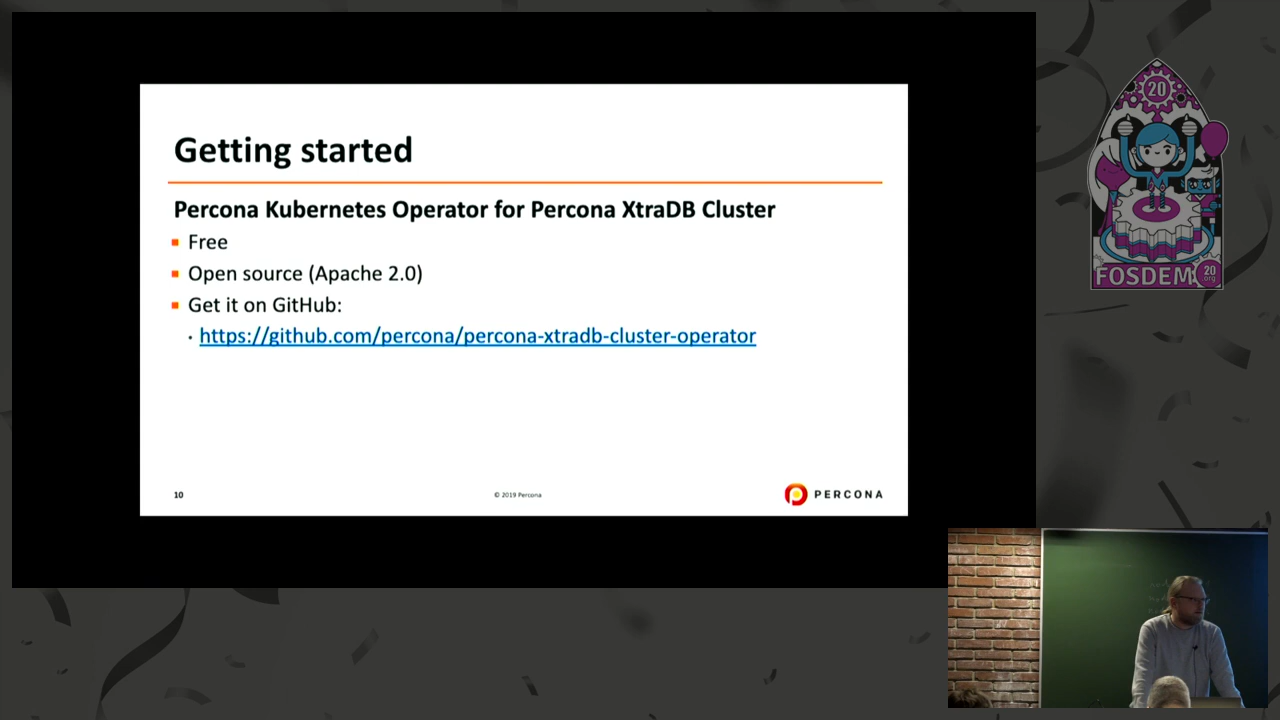 Getting started
Percona Kubernetes Operator for Percona XtraDB Cluster
Free
Open source (Apache 2.0)
Get it on GitHub:
https://github.com/percona/percona-xtradb-cluster-operator
10
© 2019 Percona
PERCONA
20
FOSDEM
20
.org